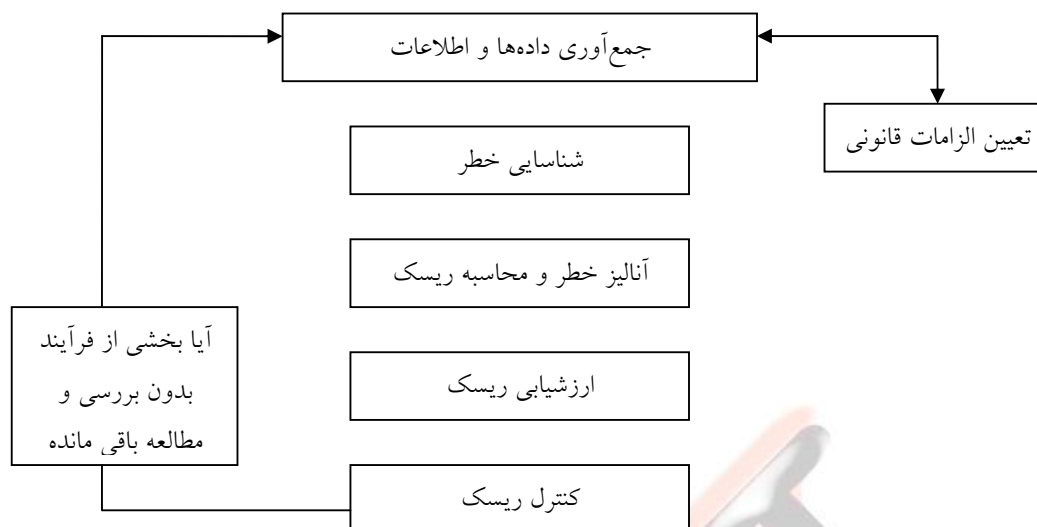 جمع‌آوری داده‌ها و اطلاعات
تعیین الزامات قانونی
شناسایی خطر
آنالیز خطر و محاسبه ریسک
آیا بخشی از فرآیند
بدون بررسی و
مطالعه باقی مانده
ارزشیابی ریسک
کنترل ریسک